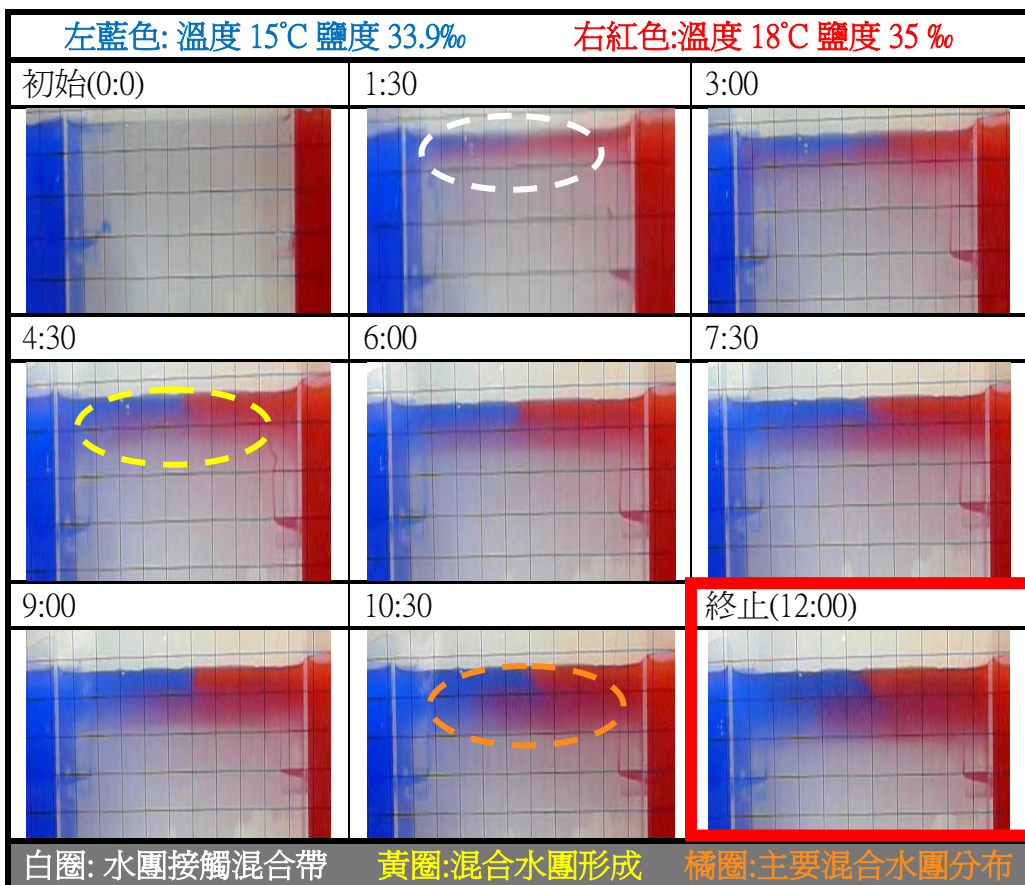 左藍色: 溫度 15℃ 鹽度 33.9‰ 右紅色:溫度 18℃ 鹽度 35 ‰
初始(0:0) 1:30 3:00
4:30 6:00 7:30
9:00 10:30 終止(12:00)
白圈: 水團接觸混合帶 黃圈:混合水團形成 橘圈:主要混合水團分布